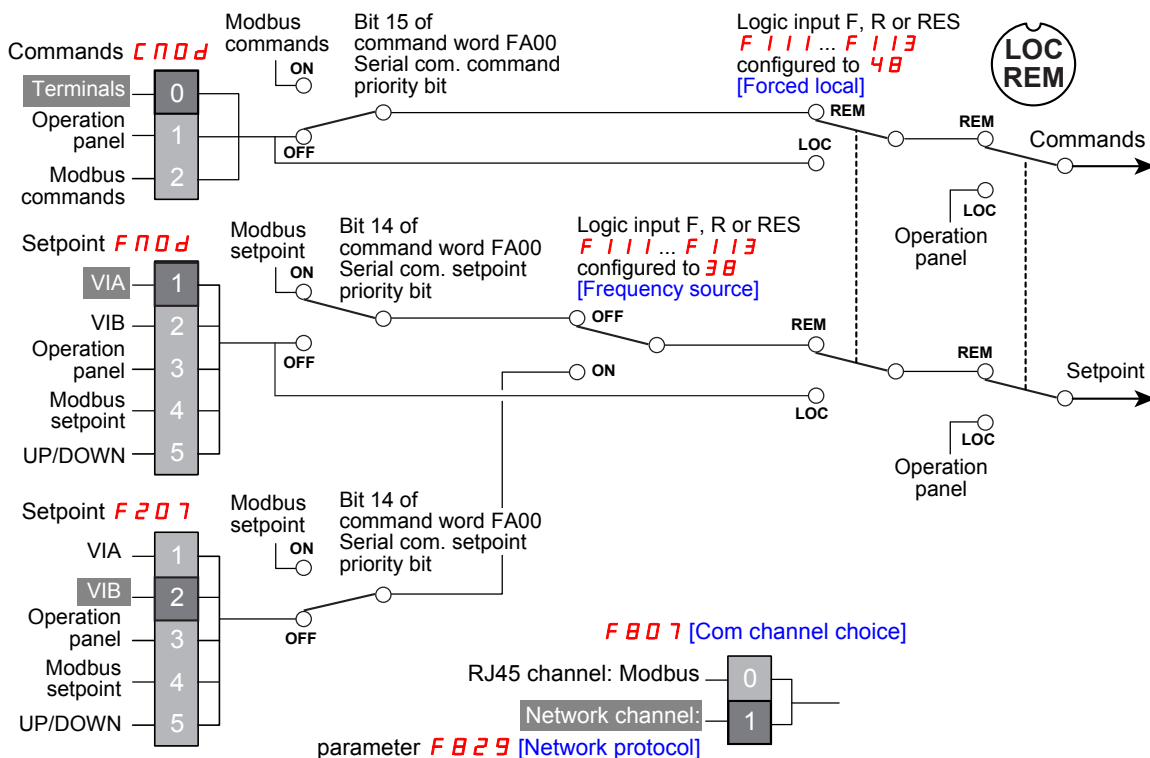 Commands CMOd
Terminals 0
Operation
panel 1
Modbus
commands 2
Modbus
commands
ON
OFF
Bit 15 of
command word FA00
Serial com. command
priority bit
Logic input F, R or RES
F111... F113
configured to 48
[Forced local]
REM
LOC
LOC
REM
REM
LOC
Operation
panel
Commands
Setpoint FMOd
VIA 1
VIB 2
Operation
panel 3
Modbus
setpoint 4
UP/DOWN 5
Modbus
setpoint
ON
OFF
Bit 14 of
command word FA00
Serial com. setpoint
priority bit
Logic input F, R or RES
F111... F113
configured to 38
[Frequency source]
OFF
ON
REM
LOC
REM
LOC
Operation
panel
Setpoint
Setpoint F207
VIA 1
VIB 2
Operation
panel 3
Modbus
setpoint 4
UP/DOWN 5
Modbus
setpoint
ON
OFF
Bit 14 of
command word FA00
Serial com. setpoint
priority bit
F807 [Com channel choice]
RJ45 channel: Modbus 0
Network channel: 1
parameter F829 [Network protocol]